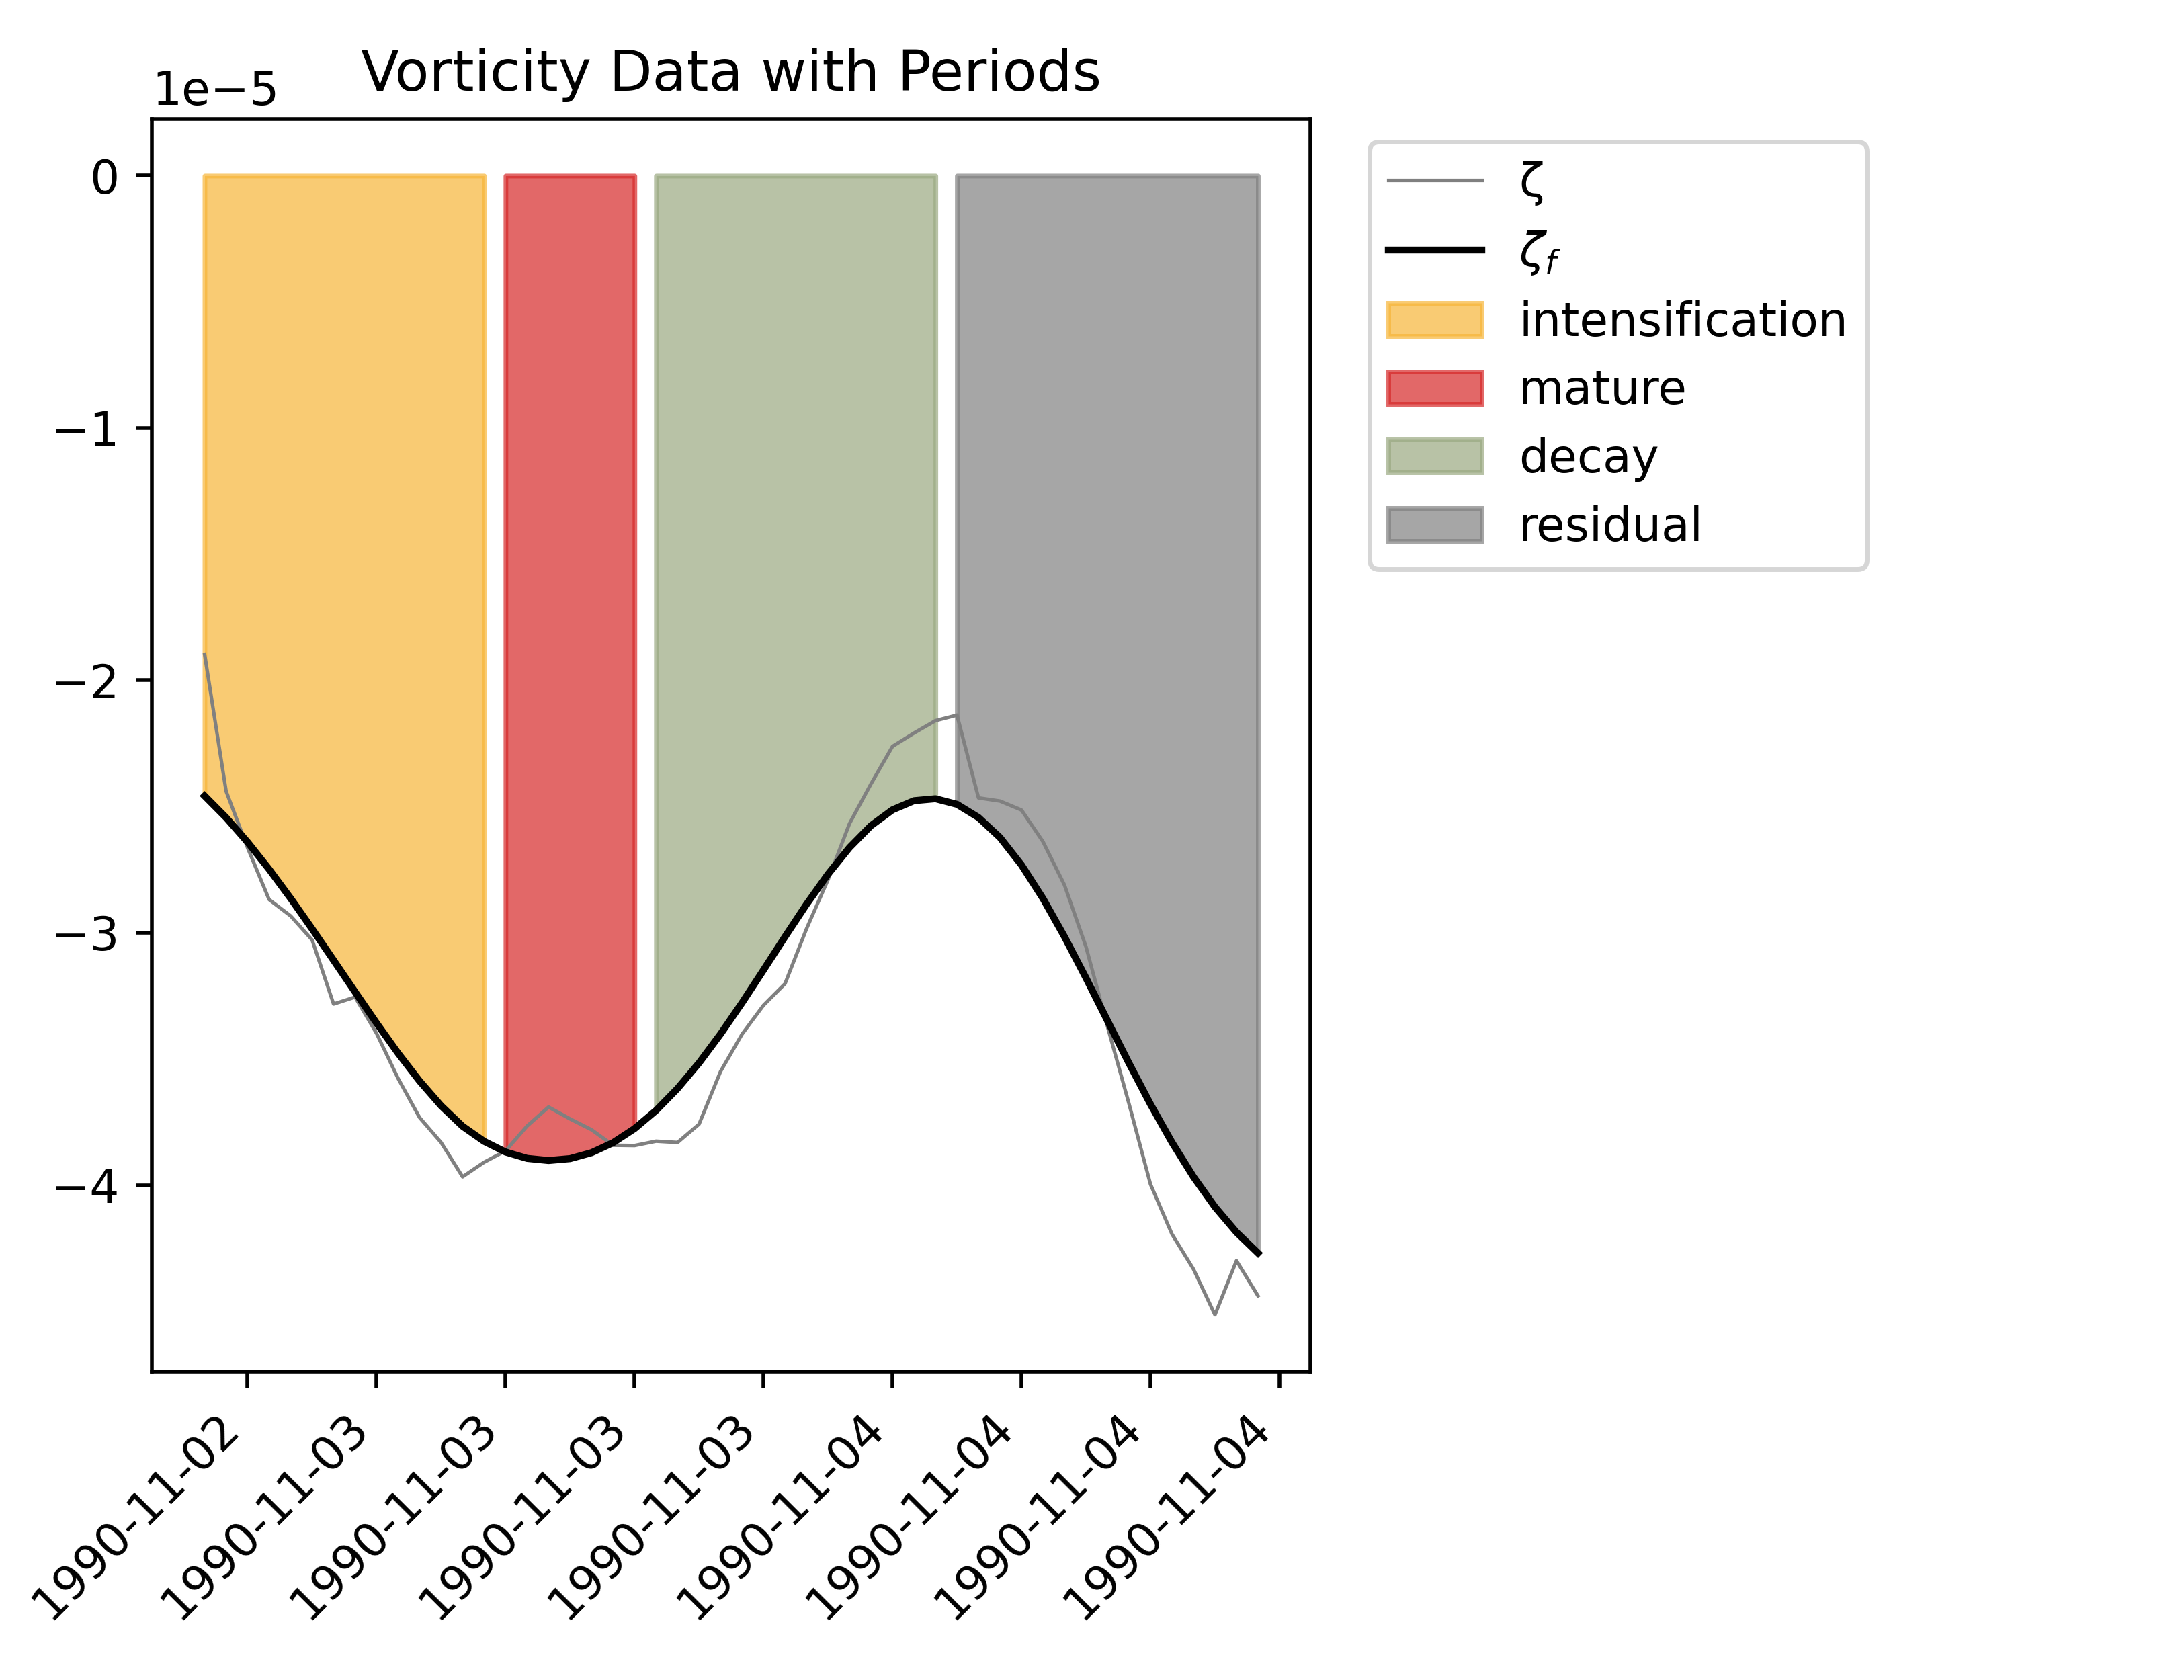 Vorticity Data with Periods
1e−5
0
−1
−2
−3
−4
1990-11-02
1990-11-03
1990-11-03
1990-11-03
1990-11-03
1990-11-04
1990-11-04
1990-11-04
1990-11-04
ζ
ζf
intensification
mature
decay
residual